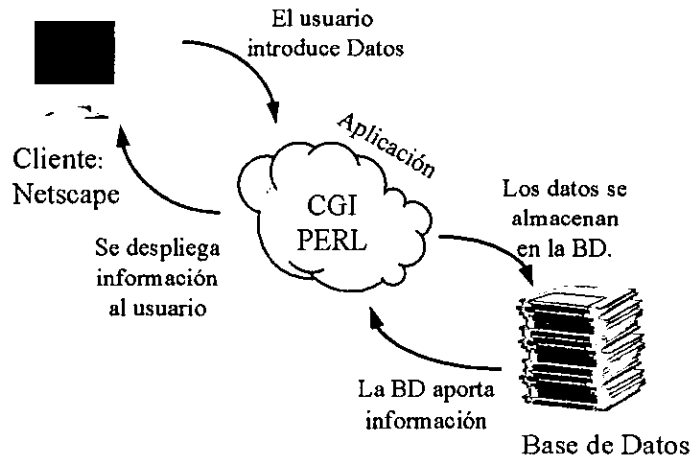 El usuario
introduce Datos
Aplicación
Cliente:
Netscape
CGI
PERL
Los datos se
almacenan
en la BD.
Se despliega
información
al usuario
La BD aporta
información
Base de Datos